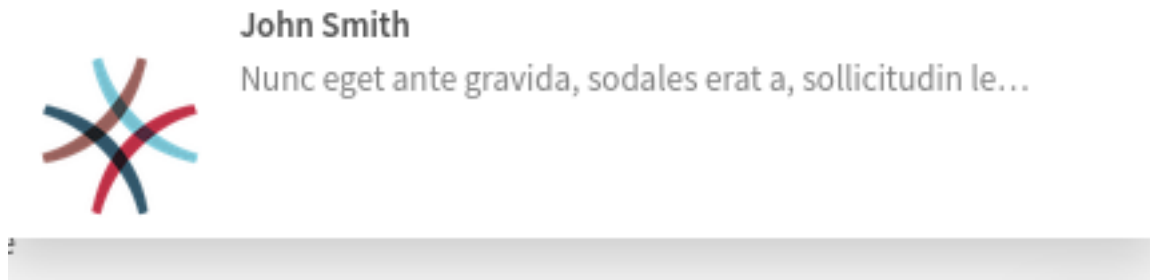 John Smith
Nunc eget ante gravida, sodales erat a, sollicitudin le...